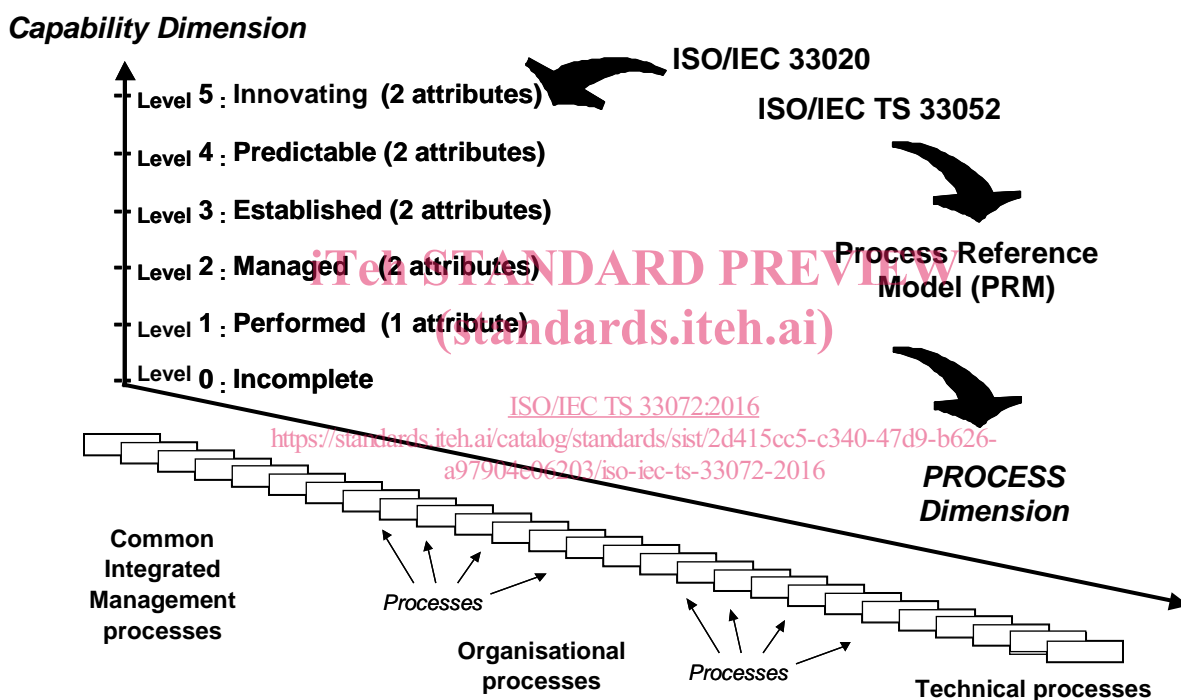 Capability Dimension
ISO/IEC 33020
Level 5 : Innovating (2 attributes)
ISO/IEC TS 33052
Level 4 : Predictable (2 attributes)
Level 3 : Established (2 attributes)
Process Reference
Model (PRM)
Level 2 : Managed (2 attributes)
iTeh STANDARD PREVIEW
Level 1 : Performed (1 attribute)
(standards.iteh.ai)
Level 0 : Incomplete
ISO/IEC TS 33072:2016
https://standards.iteh.ai/catalog/standards/sist/2d415cc5-c340-47d9-b626-
a97904c06203/iso-iec-ts-33072-2016
PROCESS
Dimension
Common
Integrated
Management
processes
Processes
Organisational
processes
Processes
Technical processes